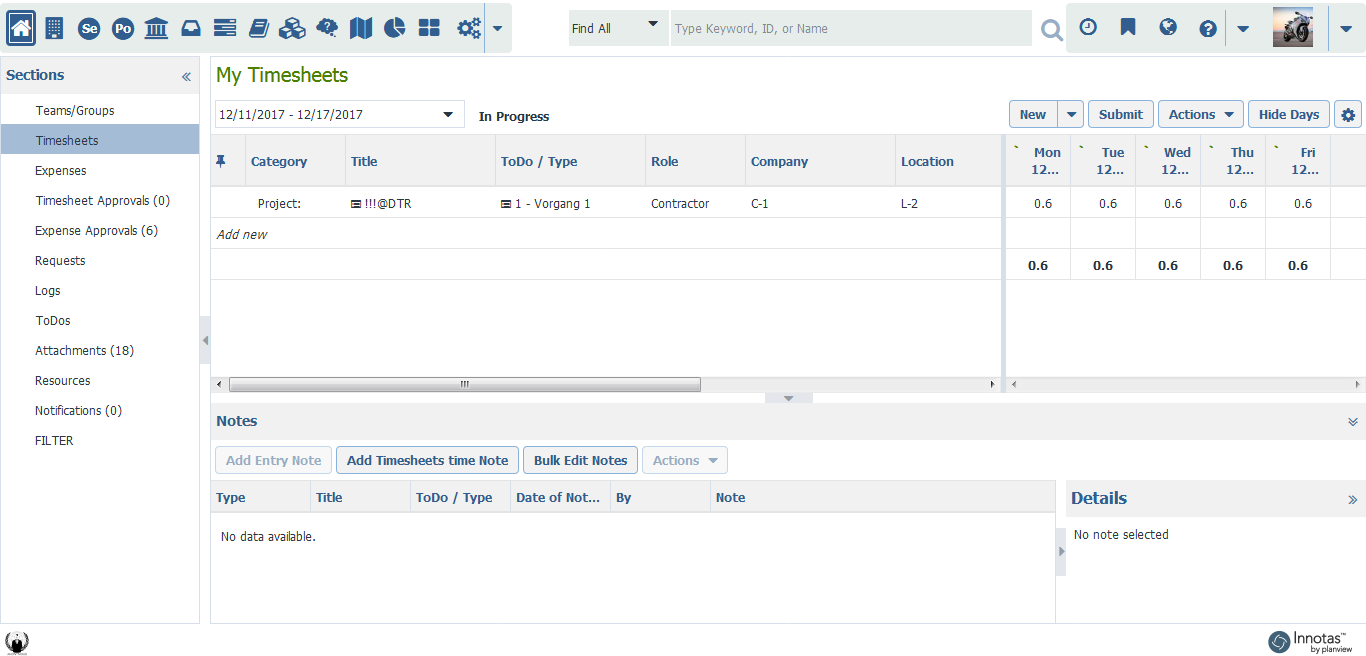 Se
Po
Find All
Type Keyword, ID, or Name
Sections
Teams/Groups
Timesheets
Expenses
Timesheet Approvals (0)
Expense Approvals (6)
Requests
Logs
ToDos
Attachments (18)
Resources
Notifications (0)
FILTER
My Timesheets
12/11/2017 - 12/17/2017
In Progress
New
Submit
Actions
Hide Days
Category Title ToDo / Type Role Company Location Mon 12... Tue 12... Wed 12... Thu 12... Fri 12...
Project: !!!@DTR 1 - Vorgang 1 Contractor C-1 L-2 0.6 0.6 0.6 0.6 0.6
Add new
0.6 0.6 0.6 0.6 0.6
Notes
Add Entry Note Add Timesheets time Note Bulk Edit Notes Actions
Type Title ToDo / Type Date of Not... By Note
No data available.
Details
No note selected
Innotas™
by planview